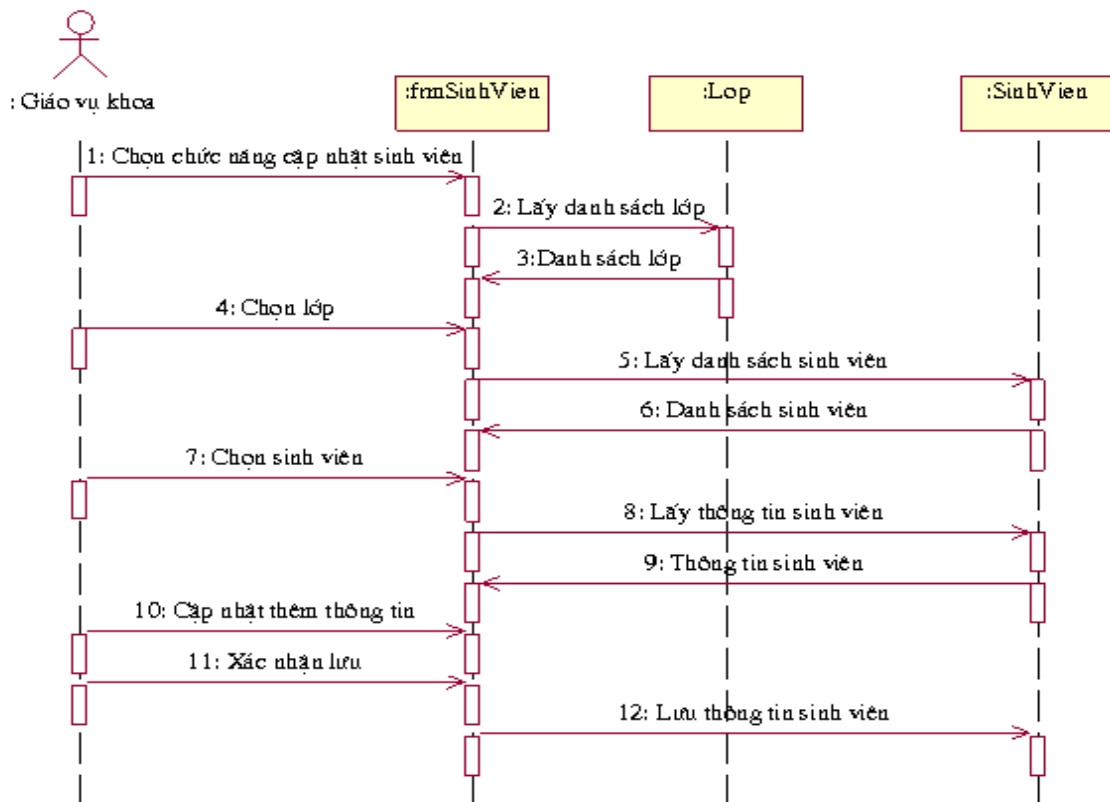 : Giáo vụ khoa
:frmSinhVien
:Lop
:SinhVien
1: Chọn chức năng cập nhật sinh viên
2: Lấy danh sách lớp
3:Danh sách lớp
4: Chọn lớp
5: Lấy danh sách sinh viên
6: Danh sách sinh viên
7: Chọn sinh viên
8: Lấy thông tin sinh viên
9: Thông tin sinh viên
10: Cập nhật thêm thông tin
11: Xác nhận lưu
12: Lưu thông tin sinh viên